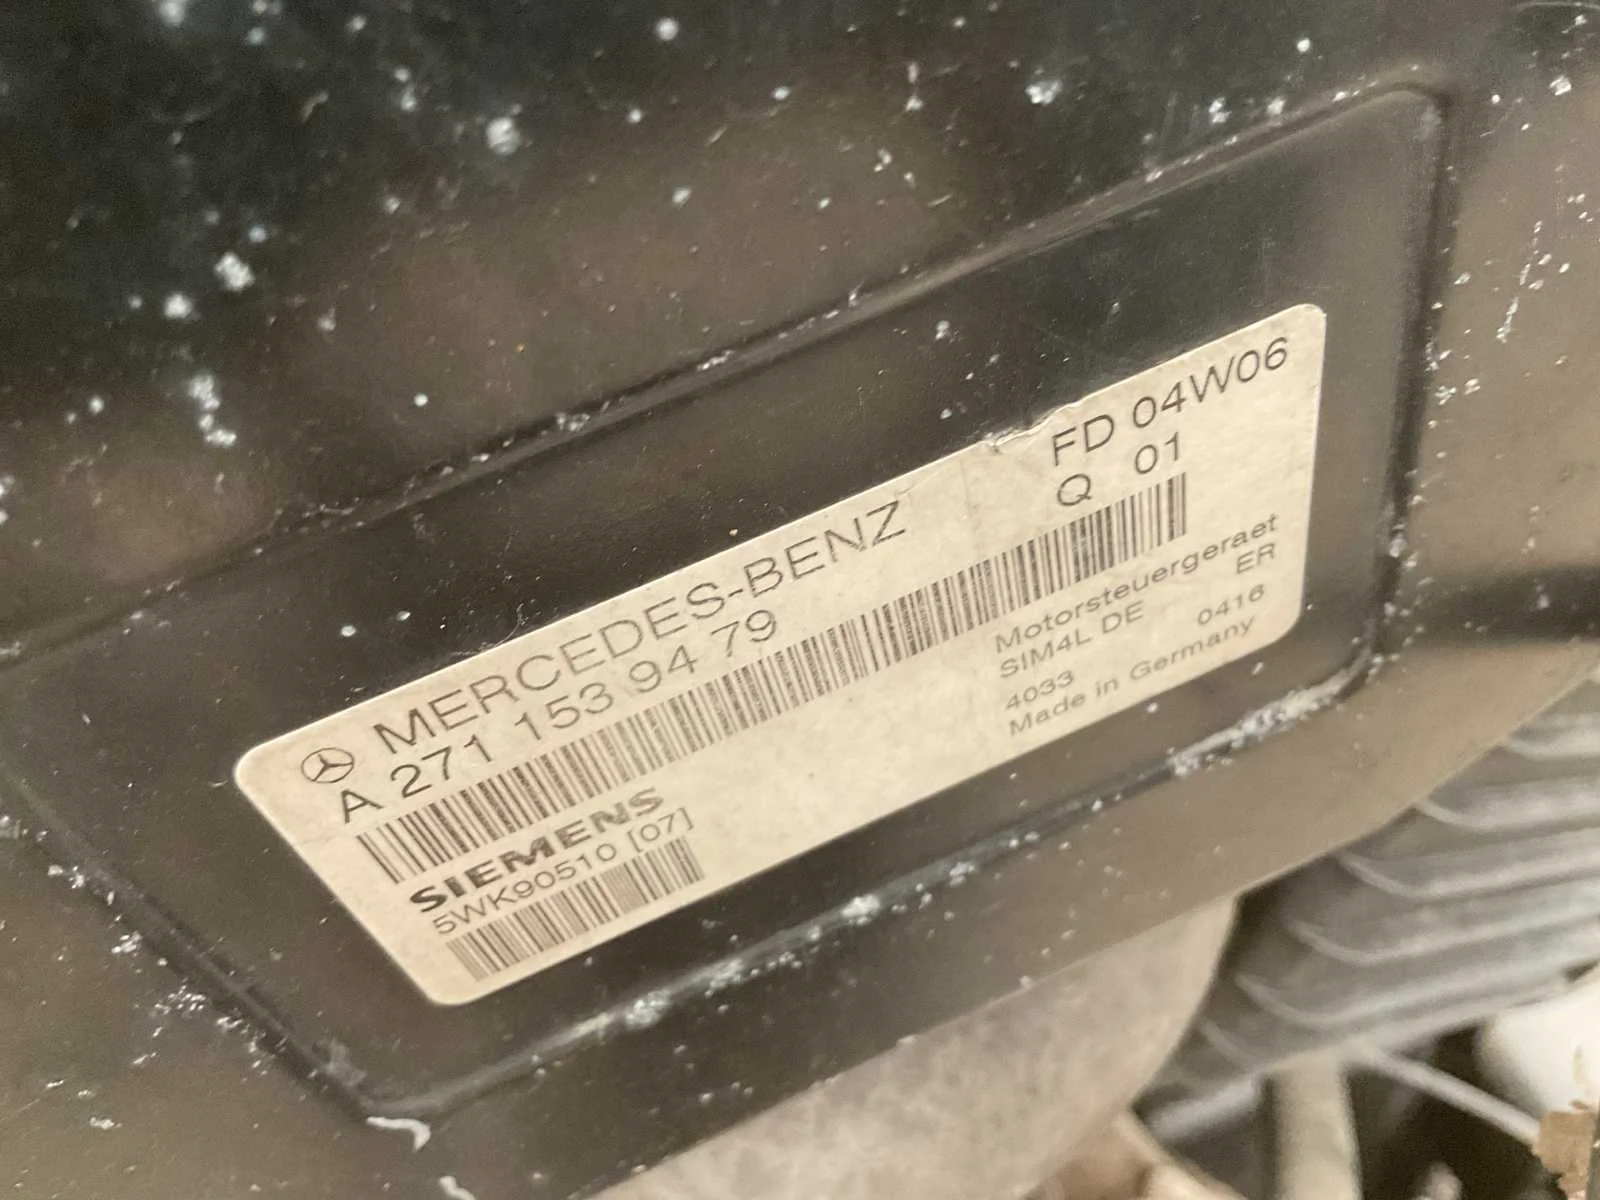 MERCEDES-BENZ
A 271 153 94 79
FD 04W06
Q 01
SIEMENS
5WK90510 [07]
Motorsteuergeraet
SIM4L DE ER
4033 0416
Made in Germany